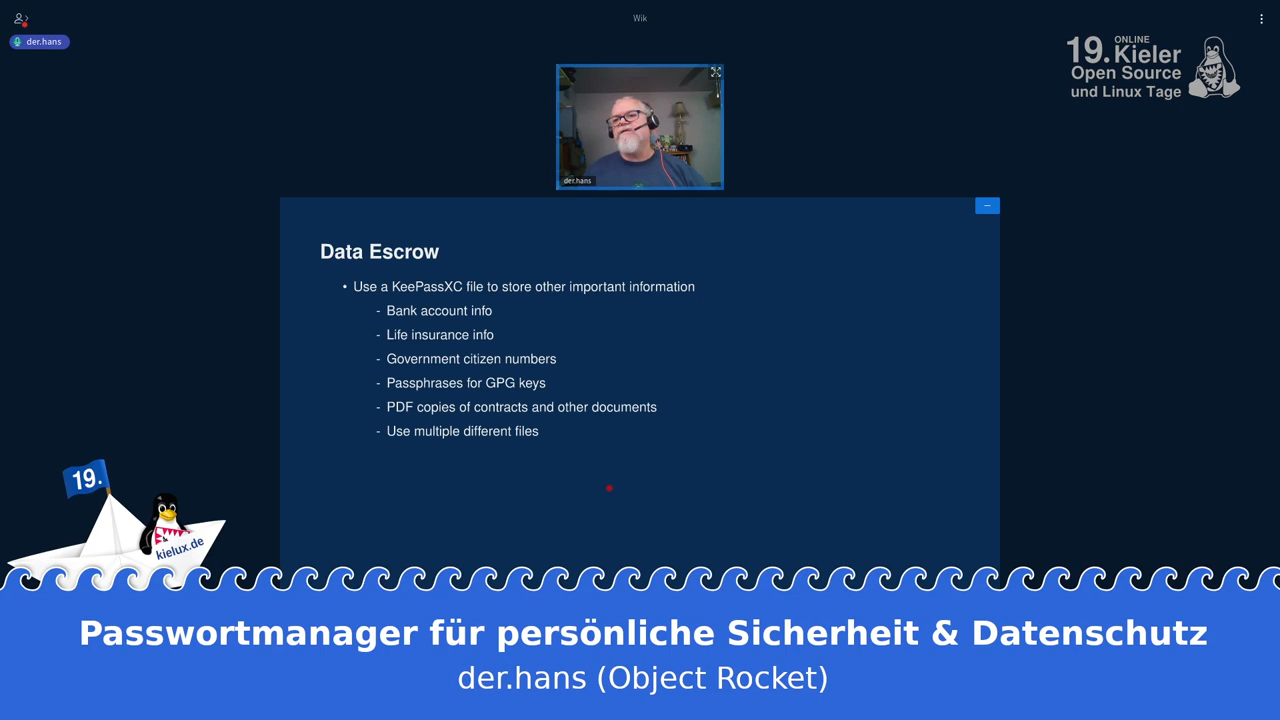 Wik
der.hans
19. ONLINE
Kieler
Open Source
und Linux Tage
der.hans
Data Escrow
• Use a KeePassXC file to store other important information
- Bank account info
- Life insurance info
- Government citizen numbers
- Passphrases for GPG keys
- PDF copies of contracts and other documents
- Use multiple different files
19.
kielux.de
Passwortmanager für persönliche Sicherheit & Datenschutz
der.hans (Object Rocket)